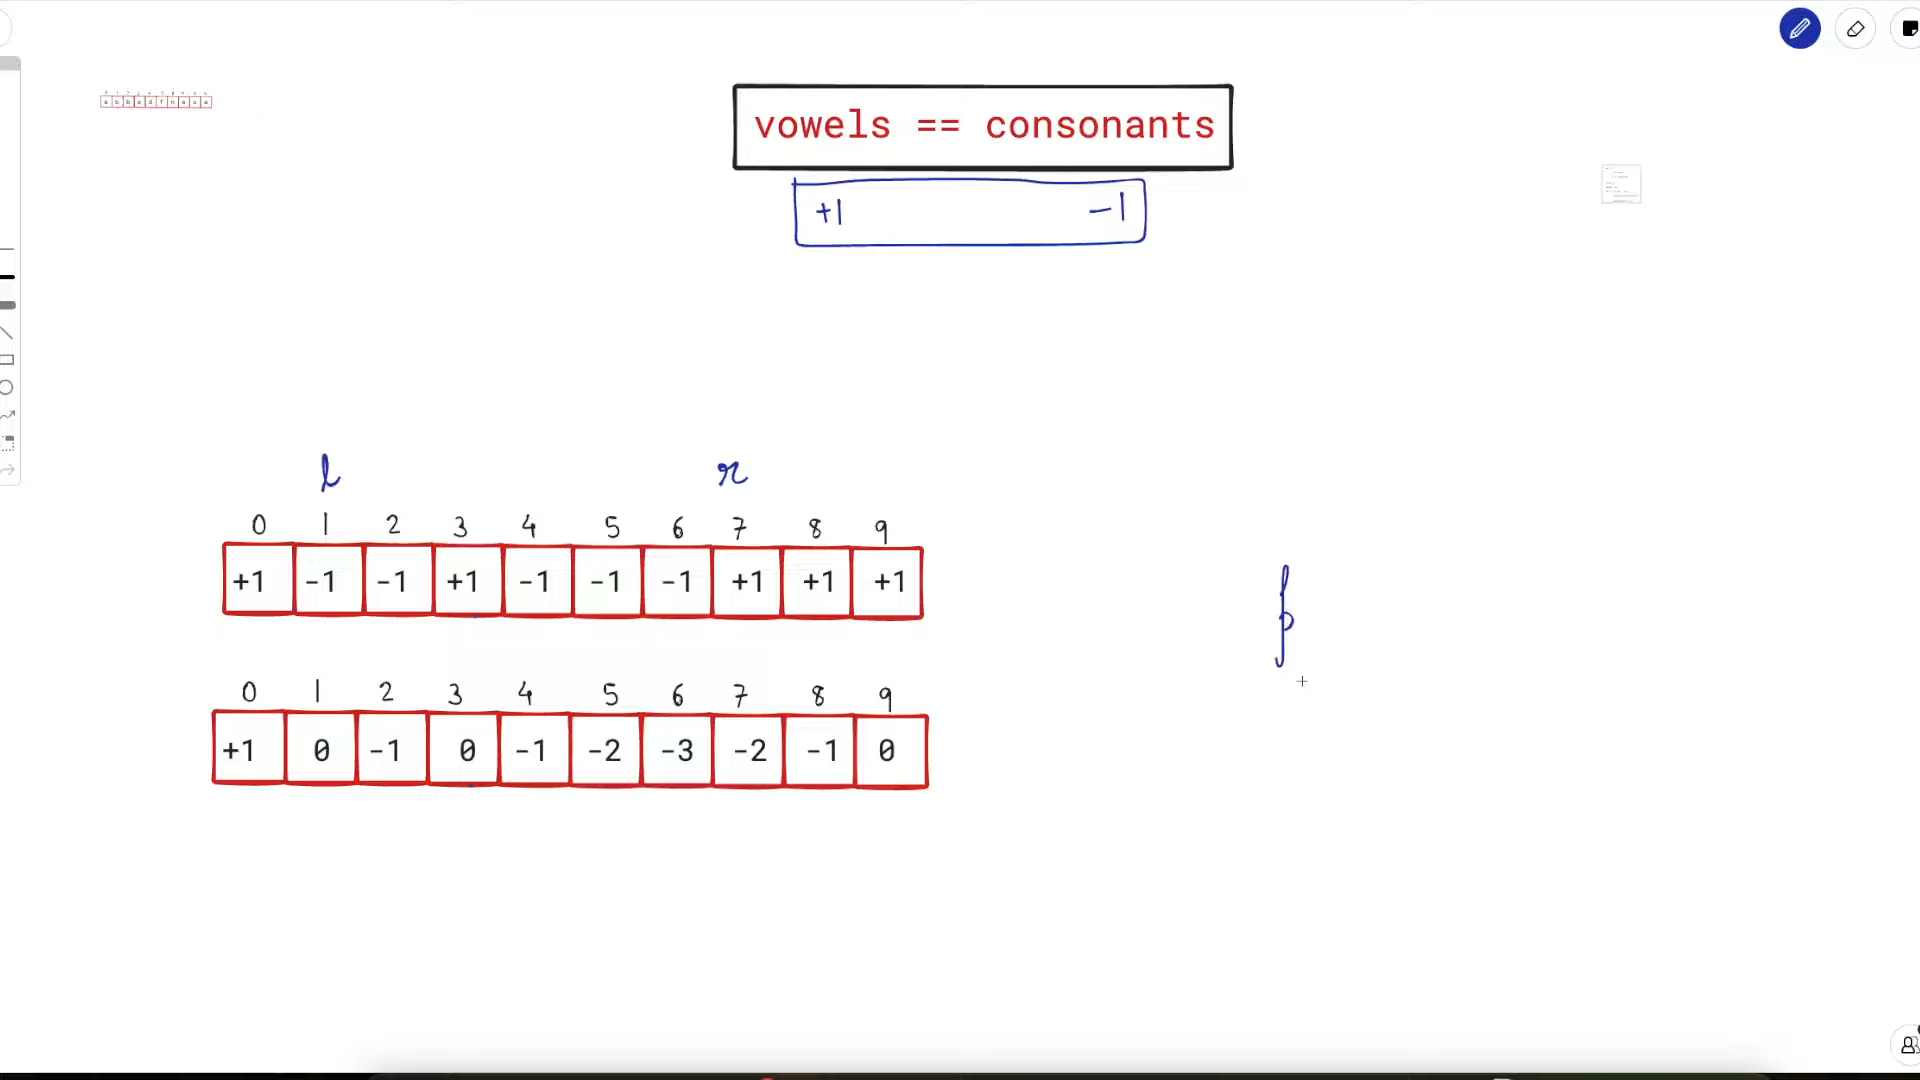 vowels == consonants
+1 -1
l r
0 1 2 3 4 5 6 7 8 9
+1 -1 -1 +1 -1 -1 -1 +1 +1 +1
p
0 1 2 3 4 5 6 7 8 9
+1 0 -1 0 -1 -2 -3 -2 -1 0